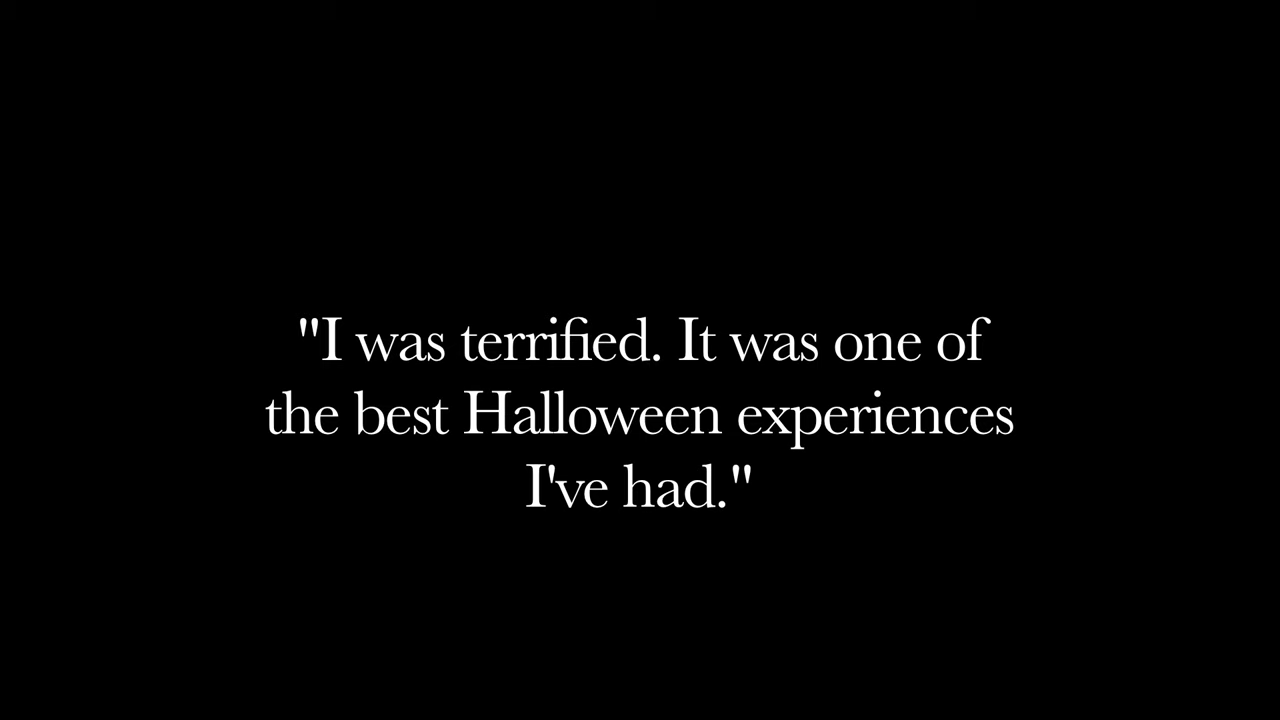 "I was terrified. It was one of
the best Halloween experiences
I've had."